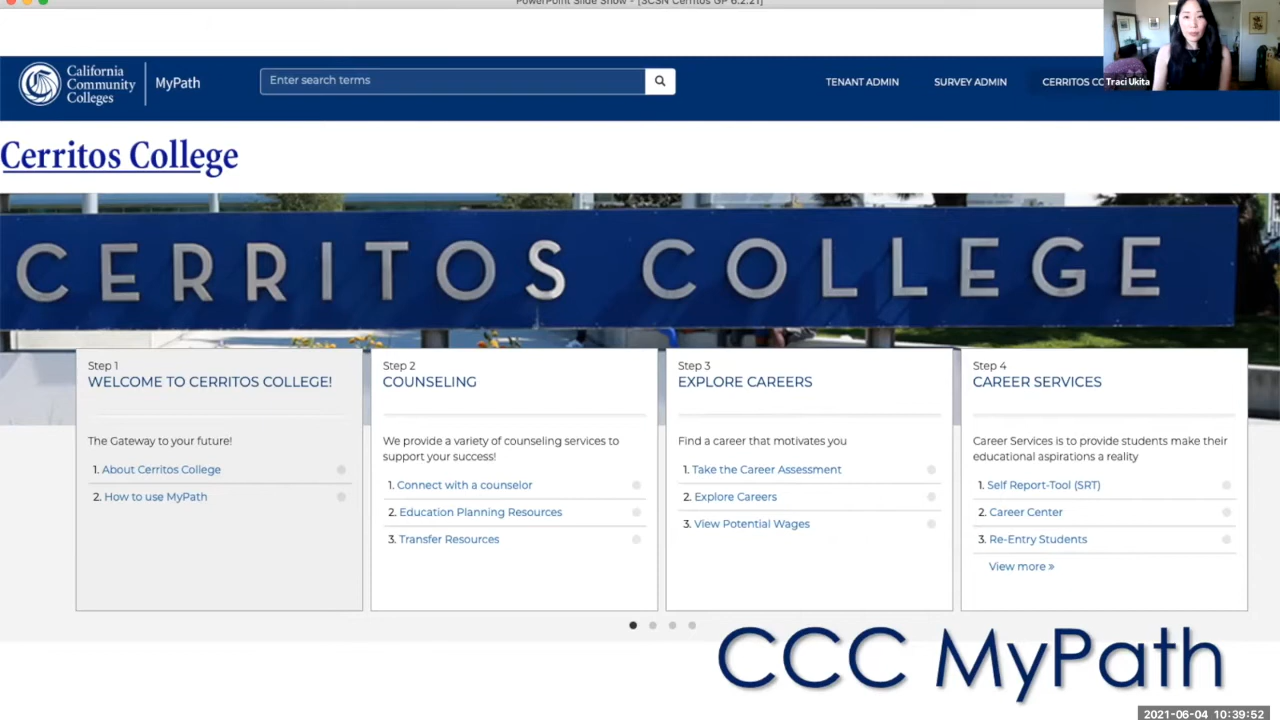 PowerPoint Slide Show - [SCSN Cerritos GP 6.2.21]
California
Community
Colleges
MyPath
Enter search terms
TENANT ADMIN
SURVEY ADMIN
CERRITOS CO
Traci Ukita
Cerritos College
CERRITOS COLLEGE
Step 1
WELCOME TO CERRITOS COLLEGE!
The Gateway to your future!
1. About Cerritos College
2. How to use MyPath
Step 2
COUNSELING
We provide a variety of counseling services to
support your success!
1. Connect with a counselor
2. Education Planning Resources
3. Transfer Resources
Step 3
EXPLORE CAREERS
Find a career that motivates you
1. Take the Career Assessment
2. Explore Careers
3. View Potential Wages
Step 4
CAREER SERVICES
Career Services is to provide students make their
educational aspirations a reality
1. Self Report-Tool (SRT)
2. Career Center
3. Re-Entry Students
View more »
CCC MyPath
2021-06-04 10:39:52